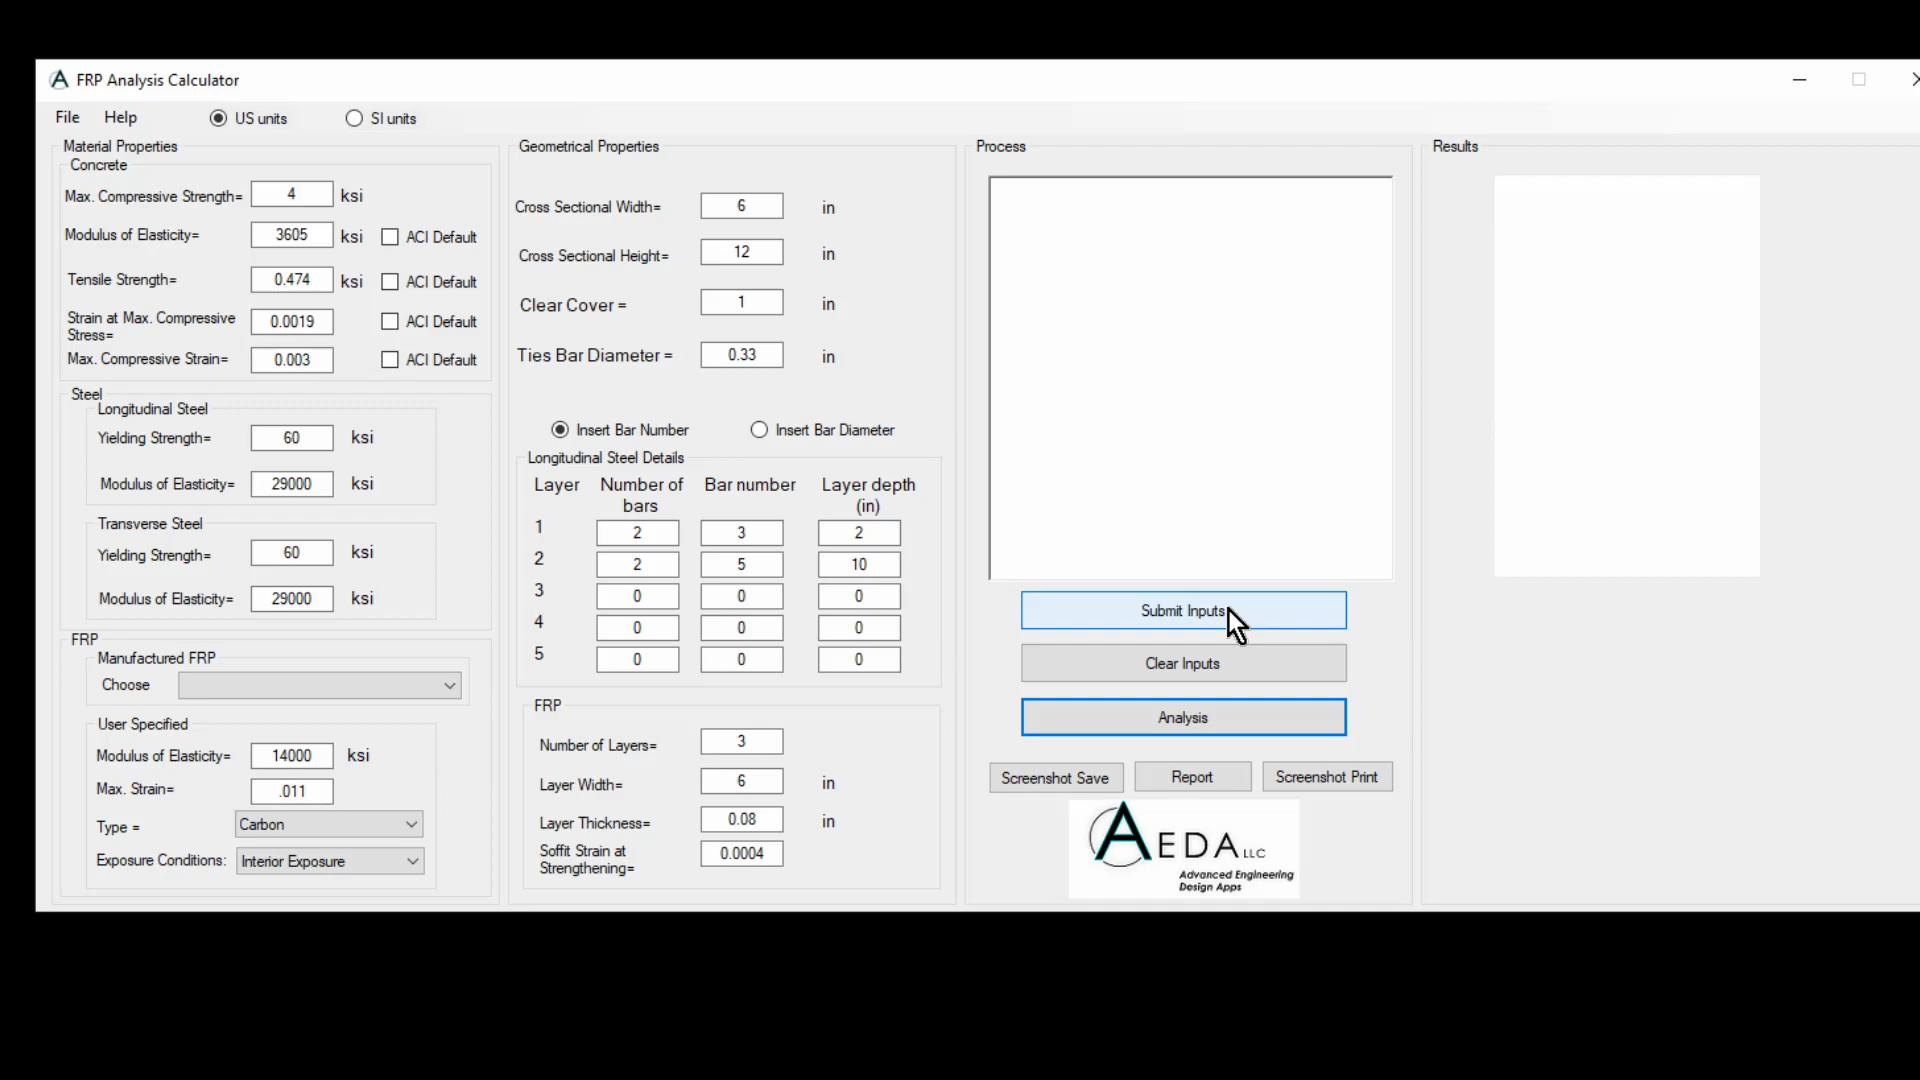 FRP Analysis Calculator
File Help US units SI units
Material Properties
Concrete
Max. Compressive Strength= 4 ksi
Modulus of Elasticity= 3605 ksi ACI Default
Tensile Strength= 0.474 ksi ACI Default
Strain at Max. Compressive
Stress= 0.0019 ACI Default
Max. Compressive Strain= 0.003 ACI Default
Steel
Longitudinal Steel
Yielding Strength= 60 ksi
Modulus of Elasticity= 29000 ksi
Transverse Steel
Yielding Strength= 60 ksi
Modulus of Elasticity= 29000 ksi
FRP
Manufactured FRP
Choose
User Specified
Modulus of Elasticity= 14000 ksi
Max. Strain= .011
Type = Carbon
Exposure Conditions: Interior Exposure
Geometrical Properties
Cross Sectional Width= 6 in
Cross Sectional Height= 12 in
Clear Cover = 1 in
Ties Bar Diameter = 0.33 in
Insert Bar Number Insert Bar Diameter
Longitudinal Steel Details
Layer Number of Bar number Layer depth
bars (in)
1 2 3 2
2 2 5 10
3 0 0 0
4 0 0 0
5 0 0 0
FRP
Number of Layers= 3
Layer Width= 6 in
Layer Thickness= 0.08 in
Soffit Strain at
Strengthening= 0.0004
Process
Submit Inputs
Clear Inputs
Analysis
Screenshot Save Report Screenshot Print
AEDA LLC
Advanced Engineering
Design Apps
Results